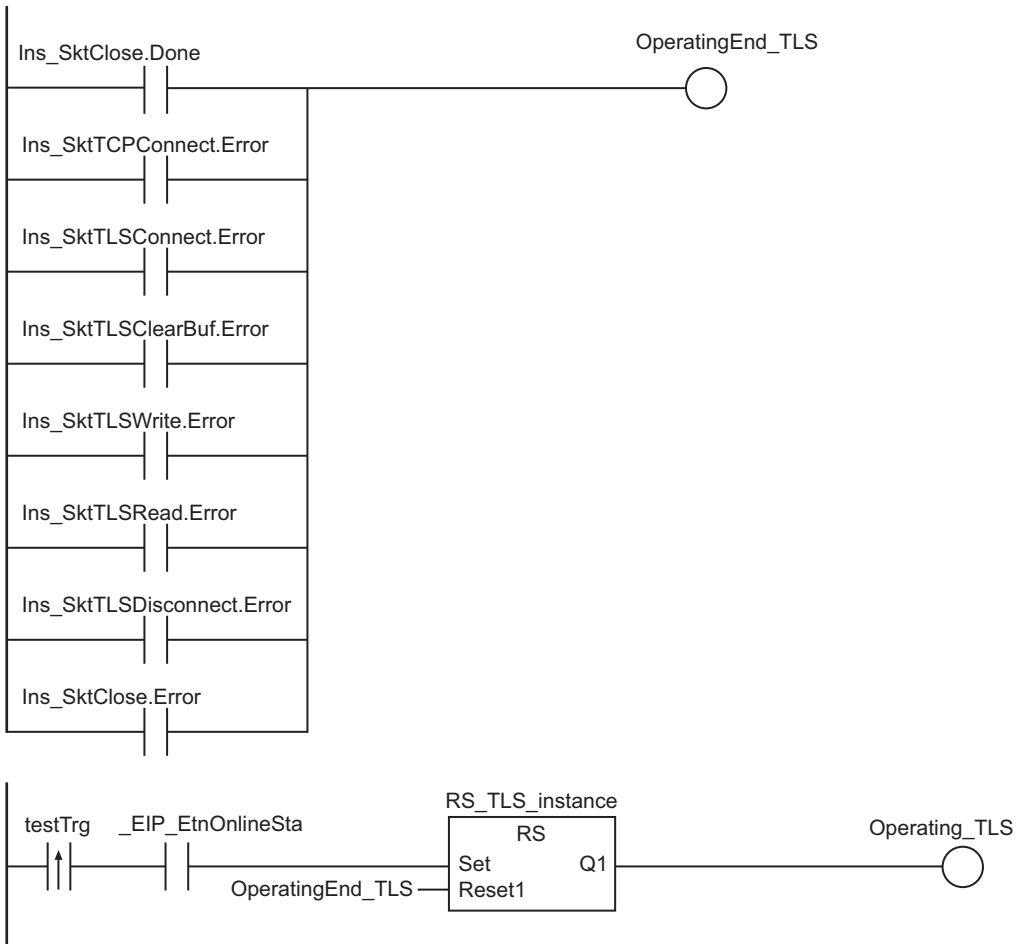 Ins_SktClose.Done
OperatingEnd_TLS
Ins_SktTCPConnect.Error
Ins_SktTLSConnect.Error
Ins_SktTLSClearBuf.Error
Ins_SktTLSWrite.Error
Ins_SktTLSRead.Error
Ins_SktTLSDisconnect.Error
Ins_SktClose.Error
RS_TLS_instance
testTrg _EIP_EtnOnlineSta RS Operating_TLS
Set Q1
OperatingEnd_TLS Reset1